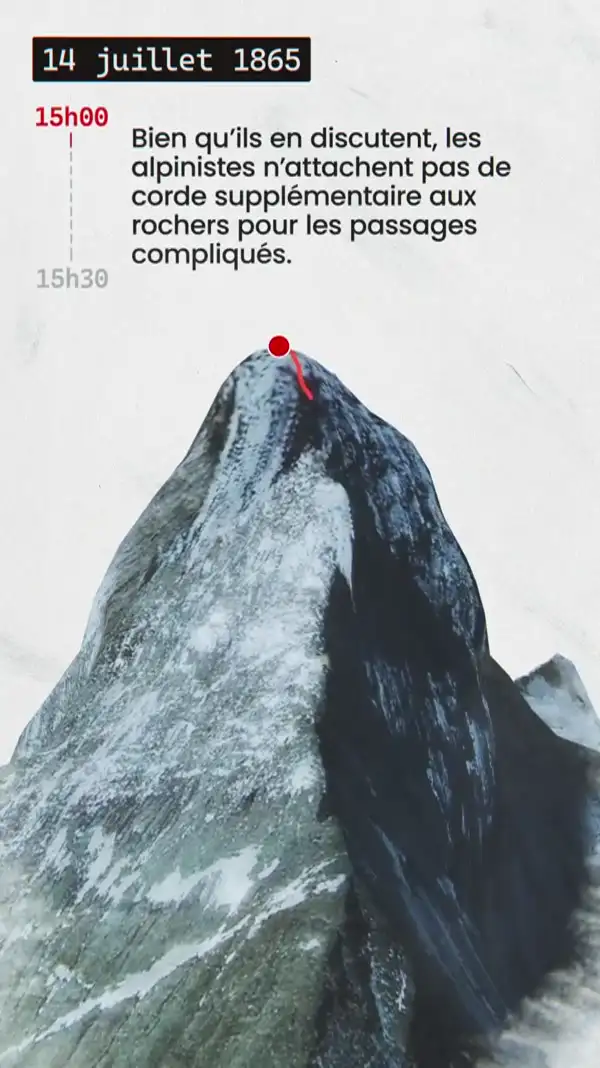 14 juillet 1865
15h00
Bien qu’ils en discutent, les
alpinistes n’attachent pas de
corde supplémentaire aux
rochers pour les passages
compliqués.
15h30